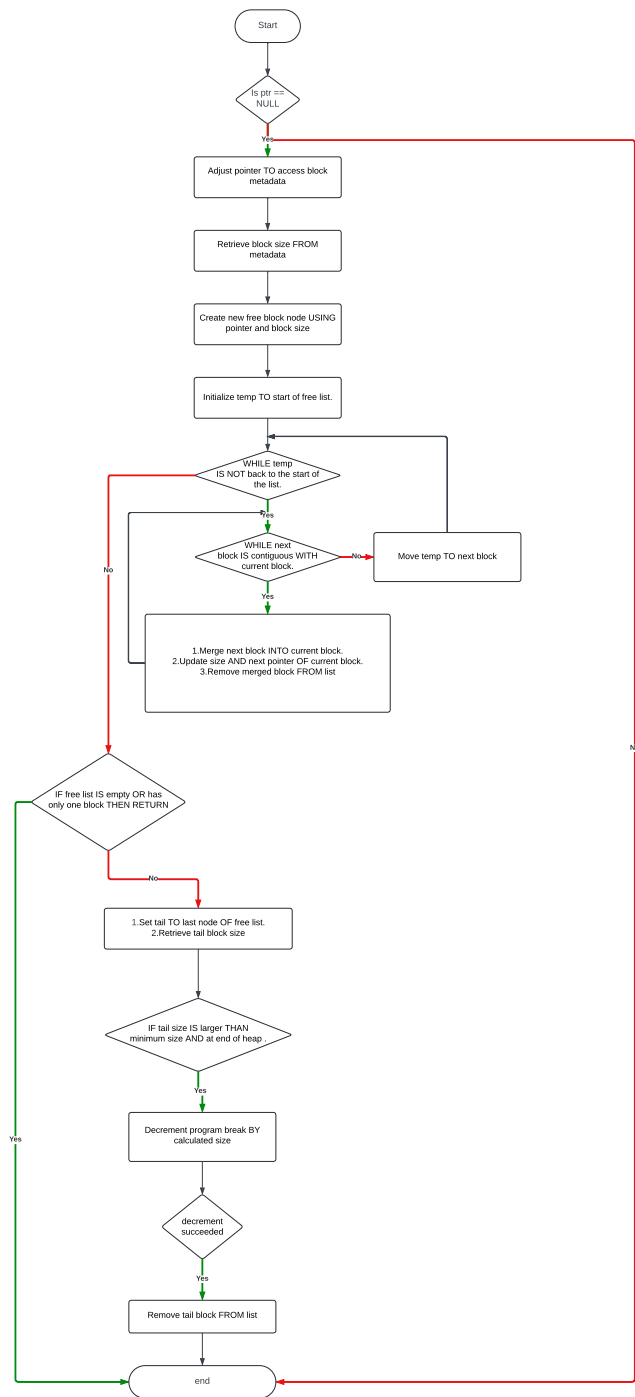 Start
Is ptr ==
NULL
Yes
Adjust pointer TO access block
metadata
Retrieve block size FROM
metadata
Create new free block node USING
pointer and block size
Initialize temp TO start of free list.
WHILE temp
IS NOT back to the start of
the list.
Yes
WHILE next
block IS contiguous WITH
current block.
No
Move temp TO next block
No
Yes
1.Merge next block INTO current block.
2.Update size AND next pointer OF current block.
3.Remove merged block FROM list
N
IF free list IS empty OR has
only one block THEN RETURN
No
1.Set tail TO last node OF free list.
2.Retrieve tail block size
IF tail size IS larger THAN
minimum size AND at end of heap .
Yes
Decrement program break BY
calculated size
Yes
decrement
succeeded
Yes
Remove tail block FROM list
end